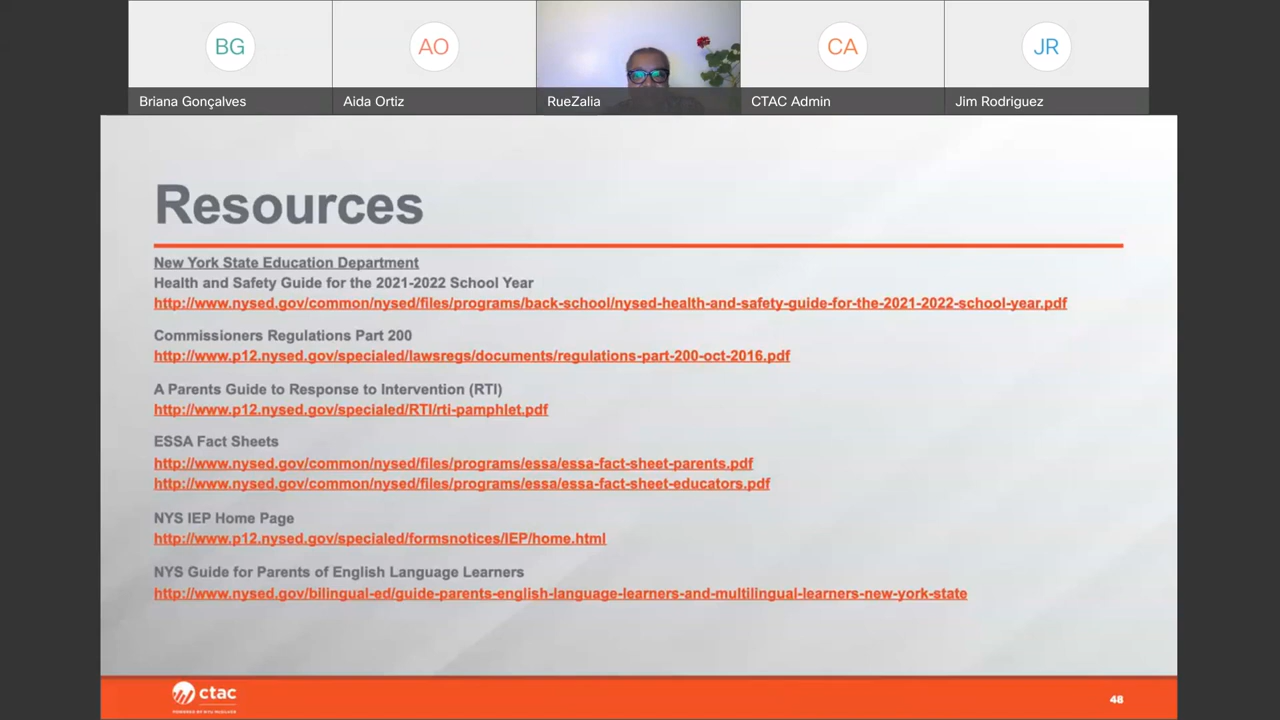 BG
AO
CA
JR
Briana Gonçalves
Aida Ortiz
RueZalia
CTAC Admin
Jim Rodriguez
Resources
New York State Education Department
Health and Safety Guide for the 2021-2022 School Year
http://www.nysed.gov/common/nysed/files/programs/back-school/nysed-health-and-safety-guide-for-the-2021-2022-school-year.pdf
Commissioners Regulations Part 200
http://www.p12.nysed.gov/specialed/lawsregs/documents/regulations-part-200-oct-2016.pdf
A Parents Guide to Response to Intervention (RTI)
http://www.p12.nysed.gov/specialed/RTI/rti-pamphlet.pdf
ESSA Fact Sheets
http://www.nysed.gov/common/nysed/files/programs/essa/essa-fact-sheet-parents.pdf
http://www.nysed.gov/common/nysed/files/programs/essa/essa-fact-sheet-educators.pdf
NYS IEP Home Page
http://www.p12.nysed.gov/specialed/formsnotices/IEP/home.html
NYS Guide for Parents of English Language Learners
http://www.nysed.gov/bilingual-ed/guide-parents-english-language-learners-and-multilingual-learners-new-york-state
ctac
POWERED BY NYU MCSILVER
48